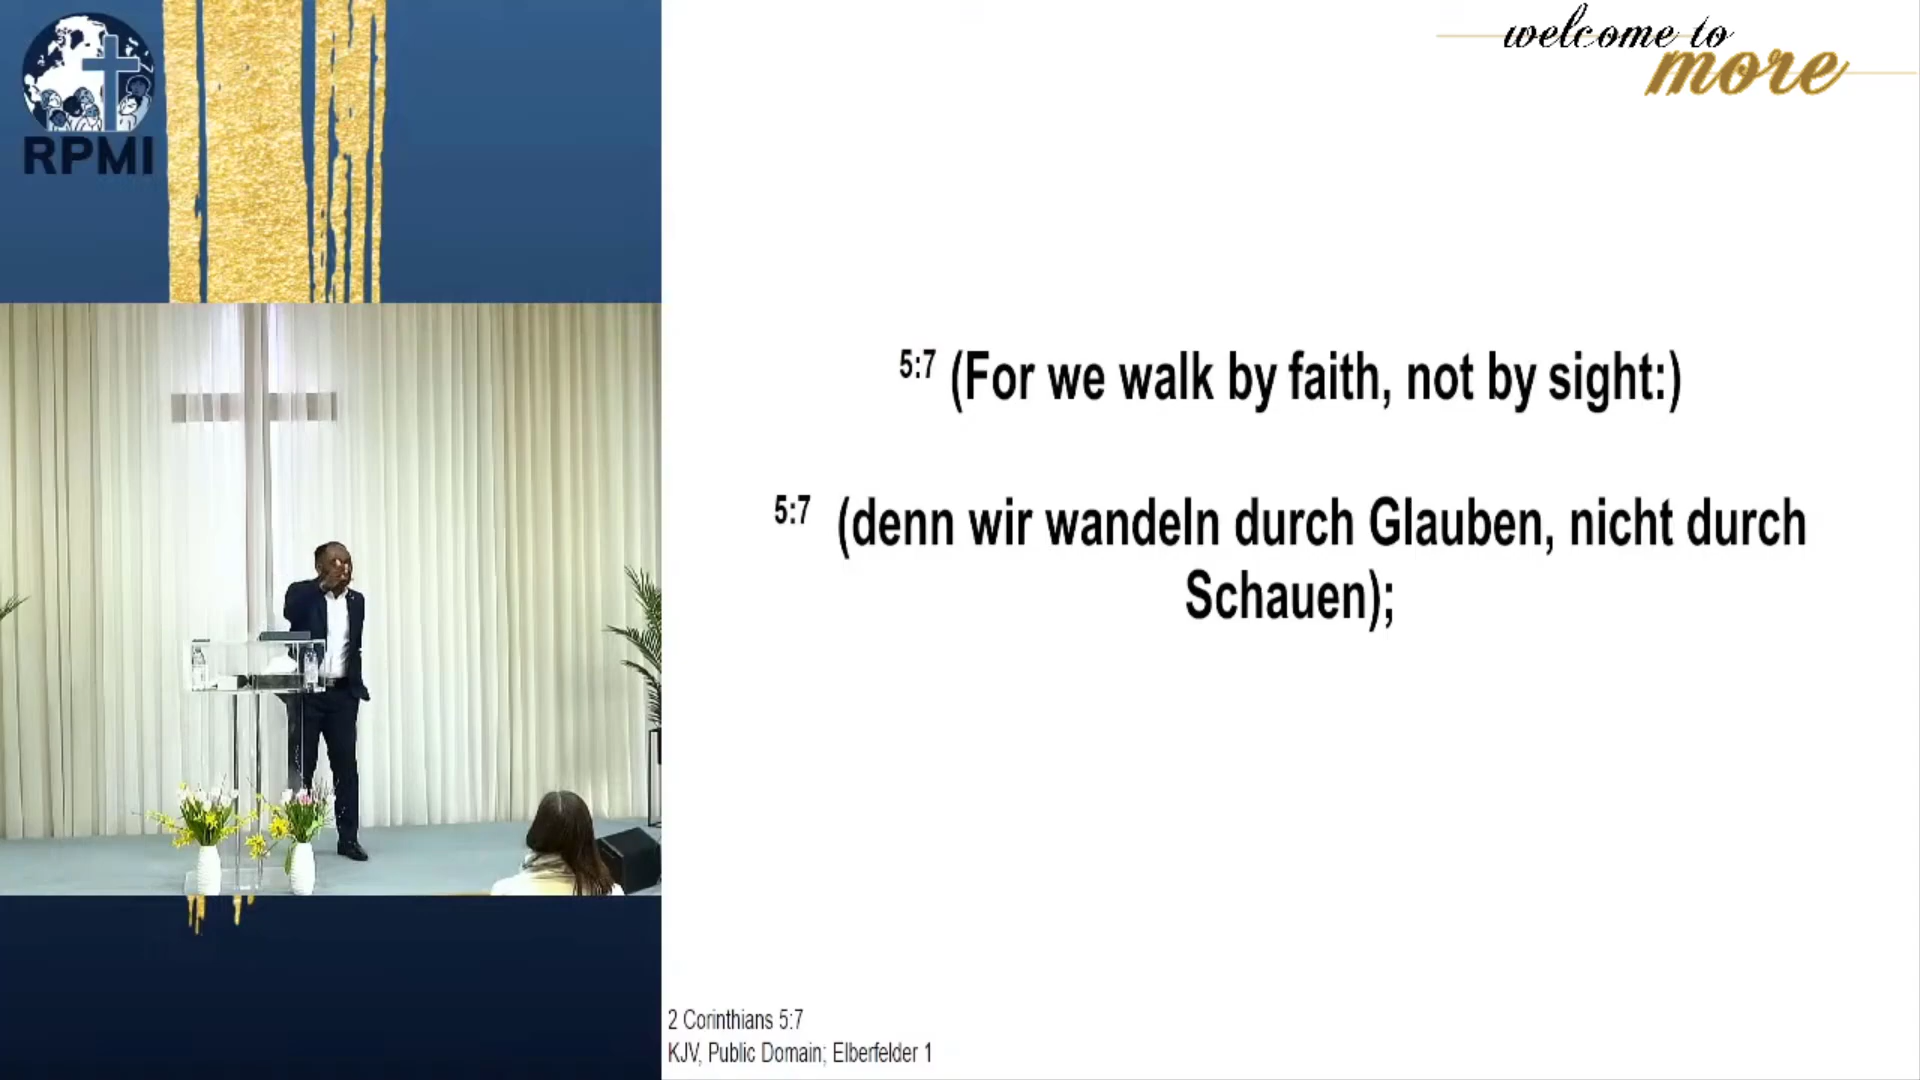 RPMI
welcome to
more
5:7 (For we walk by faith, not by sight:)
5:7 (denn wir wandeln durch Glauben, nicht durch
Schauen);
2 Corinthians 5:7
KJV, Public Domain; Elberfelder 1